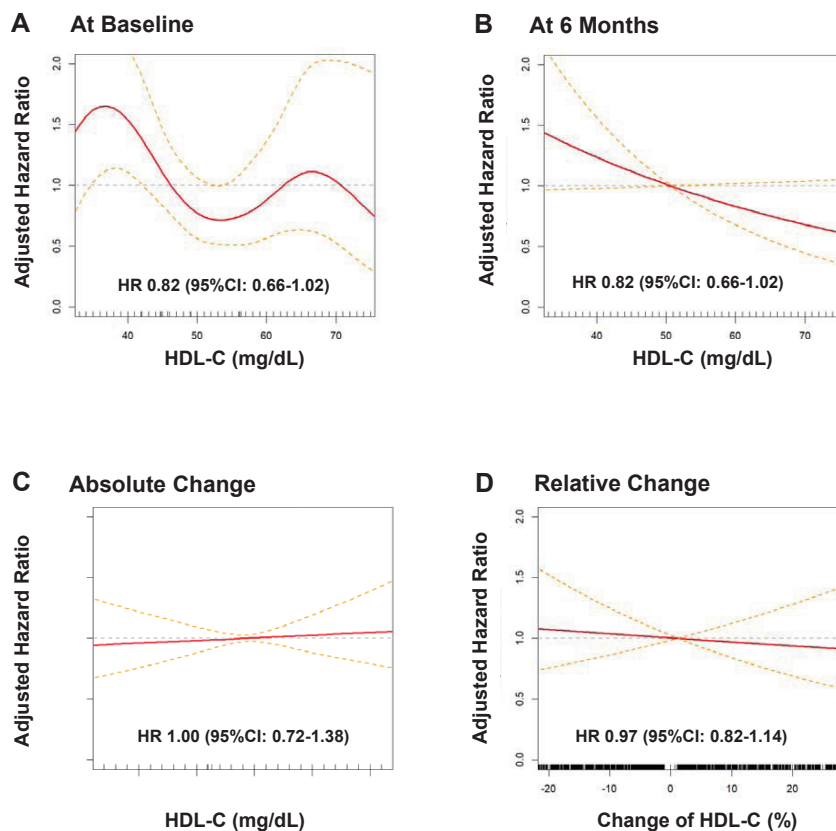 A At Baseline
Adjusted Hazard Ratio
2.0
1.5
1.0
0.5
0.0
HR 0.82 (95%CI: 0.66-1.02)
40 50 60 70
HDL-C (mg/dL)
B At 6 Months
Adjusted Hazard Ratio
2.0
1.5
1.0
0.5
0.0
HR 0.82 (95%CI: 0.66-1.02)
40 50 60 70
HDL-C (mg/dL)
C Absolute Change
Adjusted Hazard Ratio
HR 1.00 (95%CI: 0.72-1.38)
HDL-C (mg/dL)
D Relative Change
Adjusted Hazard Ratio
2.0
1.5
1.0
0.5
0.0
HR 0.97 (95%CI: 0.82-1.14)
-20 -10 0 10 20
Change of HDL-C (%)